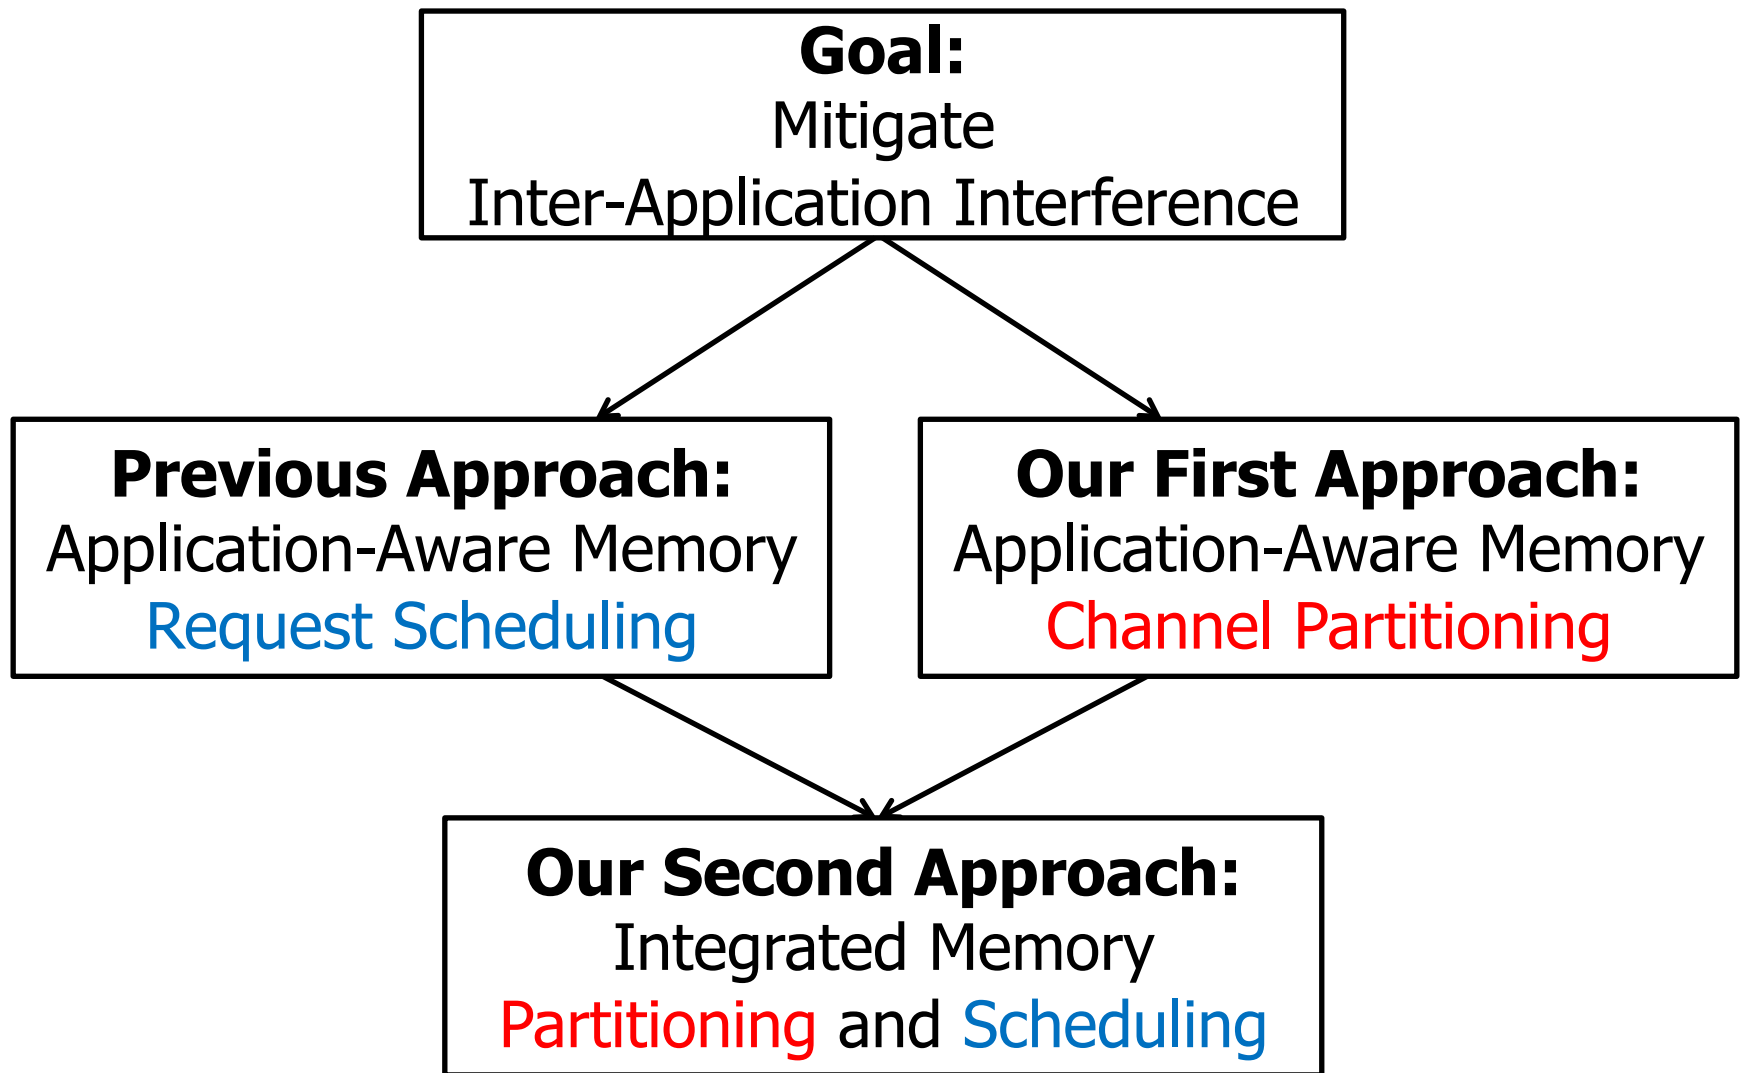 Goal:
Mitigate
Inter-Application Interference
Previous Approach:
Application-Aware Memory
Request Scheduling
Our First Approach:
Application-Aware Memory
Channel Partitioning
Our Second Approach:
Integrated Memory
Partitioning and Scheduling